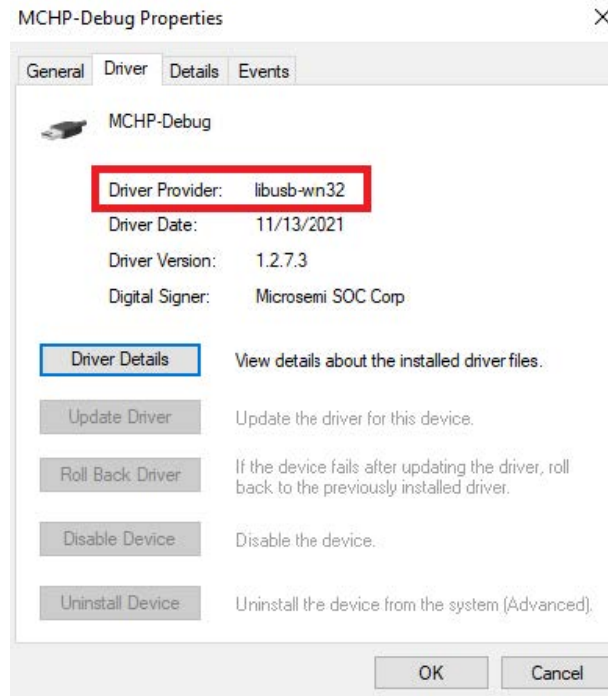 MCHP-Debug Properties
General Driver Details Events
MCHP-Debug
Driver Provider: libusb-wn32
Driver Date: 11/13/2021
Driver Version: 1.2.7.3
Digital Signer: Microsemi SOC Corp
Driver Details View details about the installed driver files.
Update Driver Update the driver for this device.
Roll Back Driver If the device fails after updating the driver, roll
back to the previously installed driver.
Disable Device Disable the device.
Uninstall Device Uninstall the device from the system (Advanced).
OK Cancel